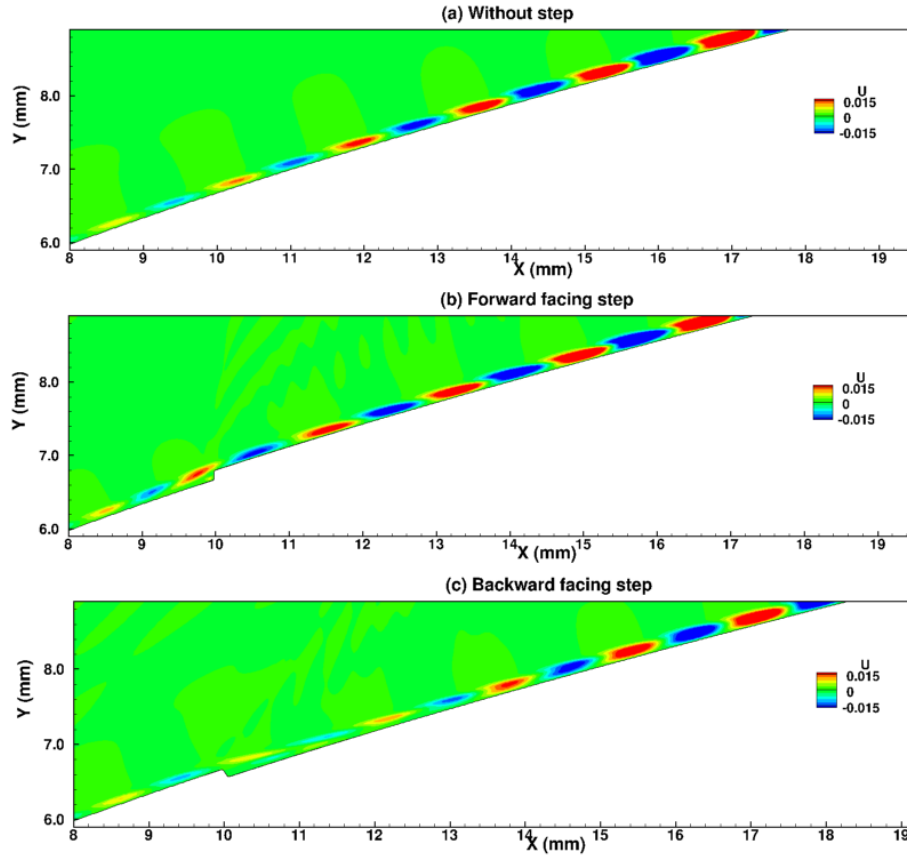 (a) Without step
Y (mm)
8.0
7.0
6.0
U
0.015
0
-0.015
8 9 10 11 12 13 14 15 16 17 18 19
X (mm)
(b) Forward facing step
Y (mm)
8.0
7.0
6.0
U
0.015
0
-0.015
8 9 10 11 12 13 14 15 16 17 18 19
X (mm)
(c) Backward facing step
Y (mm)
8.0
7.0
6.0
U
0.015
0
-0.015
8 9 10 11 12 13 14 15 16 17 18 19
X (mm)